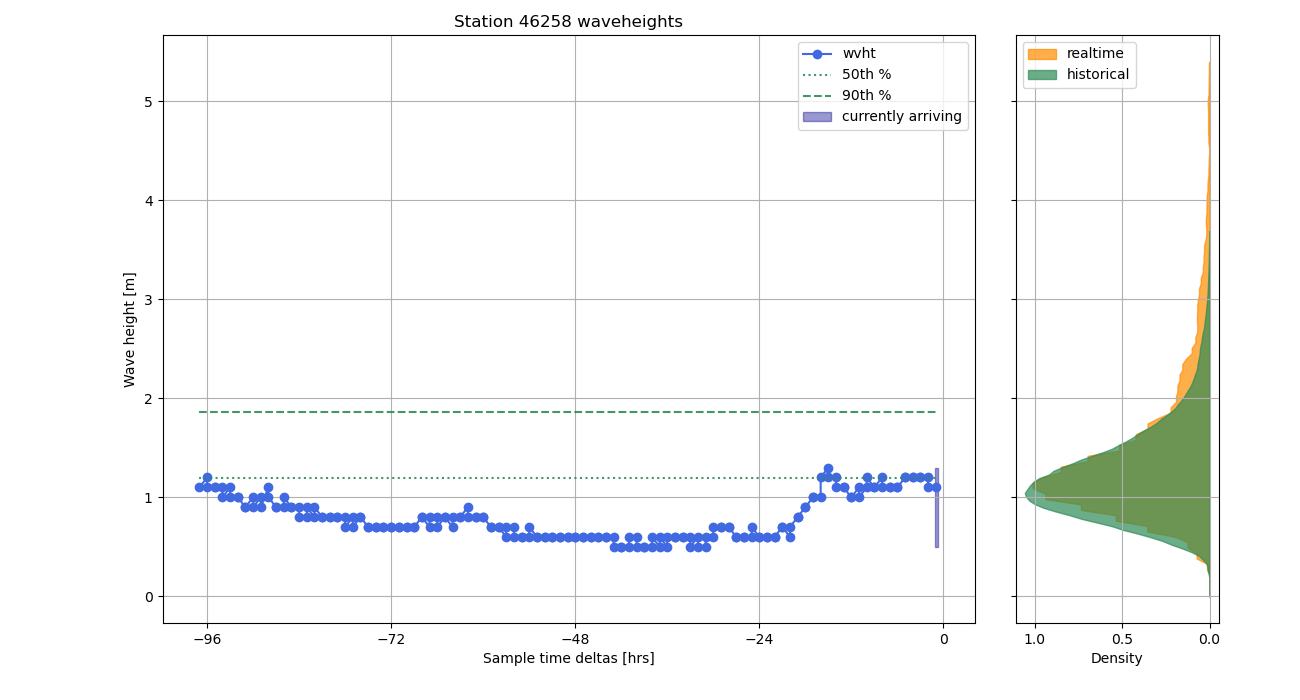 Station 46258 waveheights
wvht
50th %
90th %
currently arriving
realtime
historical
Wave height [m]
5
4
3
2
1
0
−96
−72
−48
−24
0
Sample time deltas [hrs]
1.0
0.5
0.0
Density